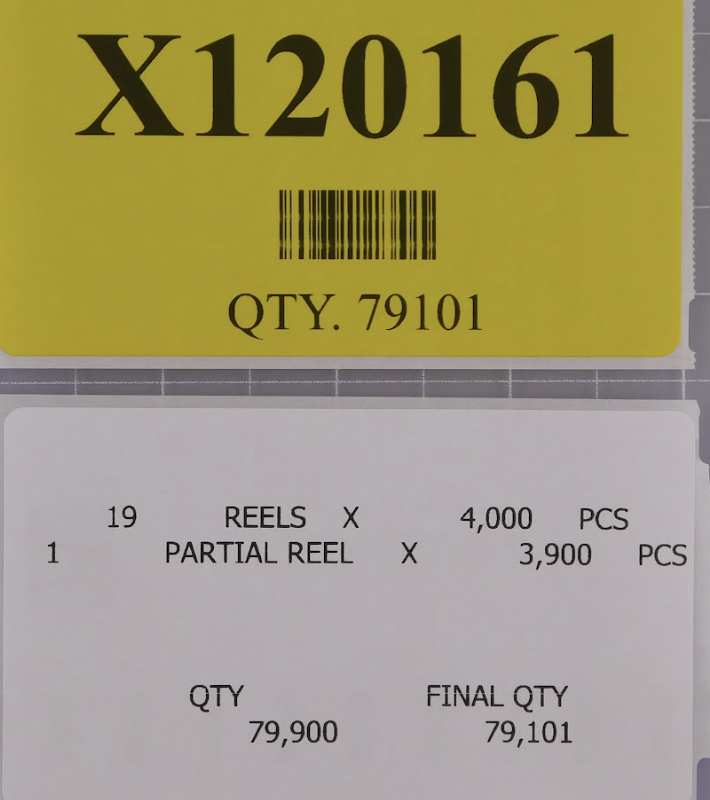 X120161
QTY. 79101
19 REELS X 4,000 PCS
1 PARTIAL REEL X 3,900 PCS
QTY FINAL QTY
79,900 79,101